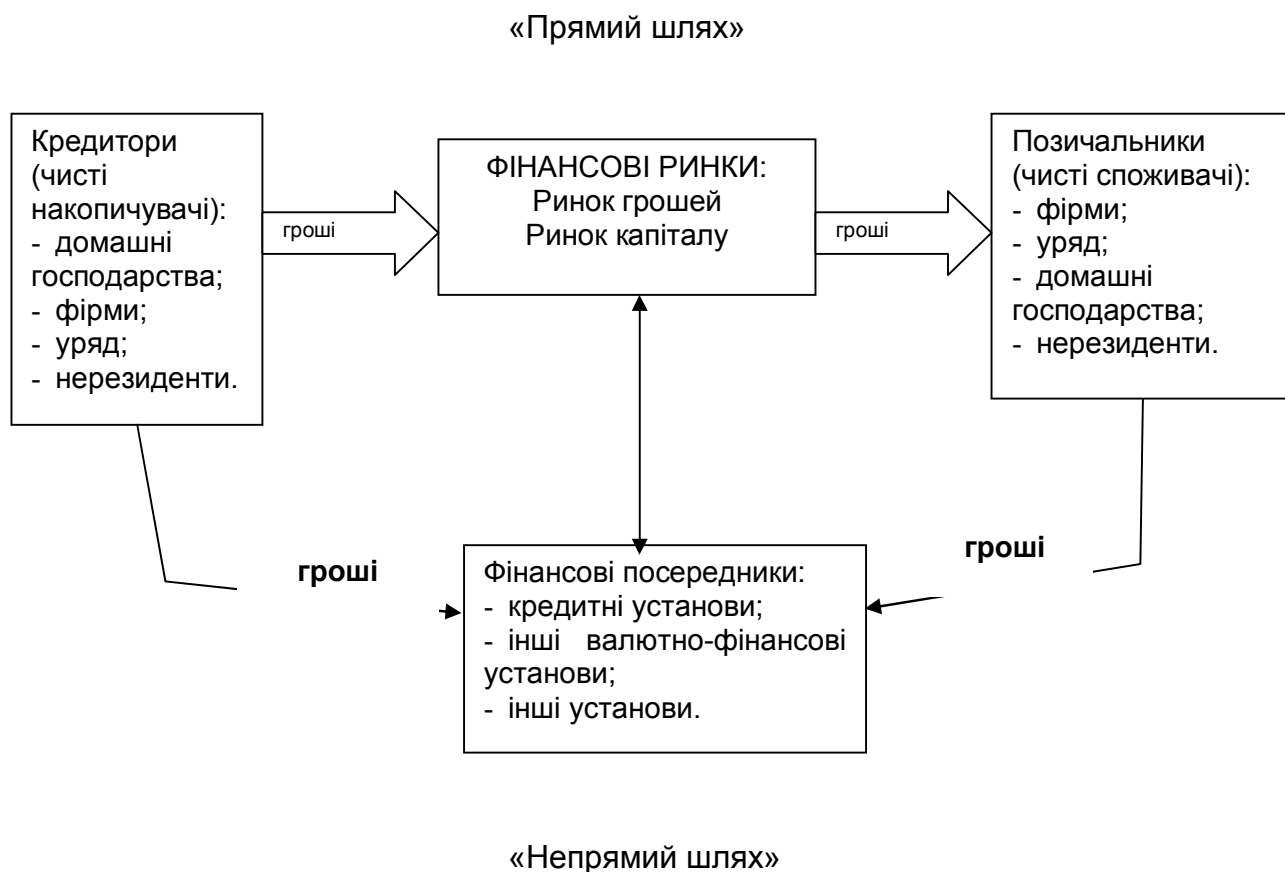 «Прямий шлях»
Кредитори
(чисті
накопичувачі):
- домашні
господарства;
- фірми;
- уряд;
- нерезиденти.
гроші
ФІНАНСОВІ РИНКИ:
Ринок грошей
Ринок капіталу
гроші
Позичальники
(чисті споживачі):
- фірми;
- уряд;
- домашні
господарства;
- нерезиденти.
гроші
Фінансові посередники:
- кредитні установи;
- інші валютно-фінансові
установи;
- інші установи.
гроші
«Непрямий шлях»